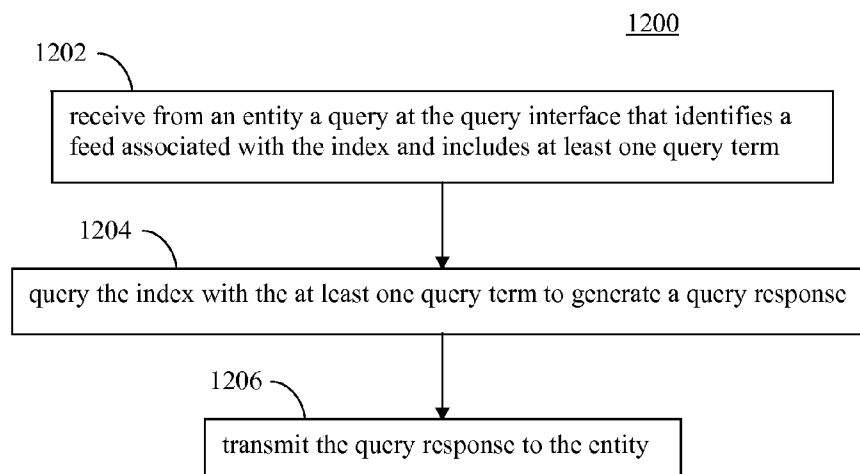 1200
1202
receive from an entity a query at the query interface that identifies a
feed associated with the index and includes at least one query term
1204
query the index with the at least one query term to generate a query response
1206
transmit the query response to the entity